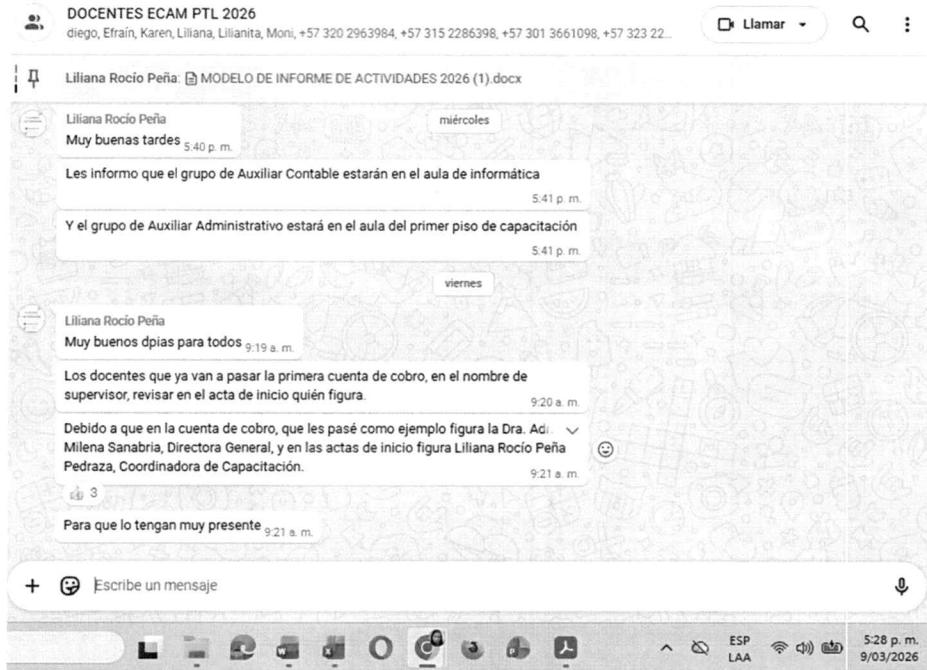 DOCENTES ECAM PTL 2026
diego, Efraín, Karen, Liliana, Lilianita, Moni, +57 320 2963984, +57 315 2286398, +57 301 3661098, +57 323 22...
Llamar
Liliana Rocío Peña: MODELO DE INFORME DE ACTIVIDADES 2026 (1).docx
miércoles
Liliana Rocío Peña
Muy buenas tardes 5:40 p. m.
Les informo que el grupo de Auxiliar Contable estarán en el aula de informática
5:41 p. m.
Y el grupo de Auxiliar Administrativo estará en el aula del primer piso de capacitación
5:41 p. m.
viernes
Liliana Rocío Peña
Muy buenos dpias para todos 9:19 a. m.
Los docentes que ya van a pasar la primera cuenta de cobro, en el nombre de
supervisor, revisar en el acta de inicio quién figura.
9:20 a. m.
Debido a que en la cuenta de cobro, que les pasé como ejemplo figura la Dra. Adi
Milena Sanabria, Directora General, y en las actas de inicio figura Liliana Rocío Peña
Pedraza, Coordinadora de Capacitación.
9:21 a. m.
3
Para que lo tengan muy presente 9:21 a. m.
Escribe un mensaje
ESP
LAA
5:28 p. m.
9/03/2026